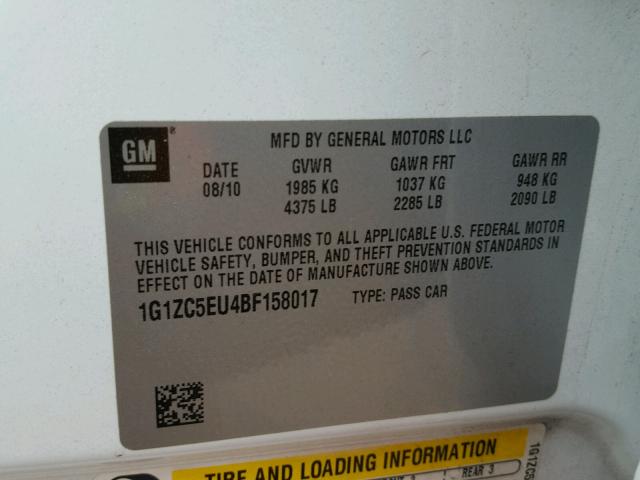 GM®
MFD BY GENERAL MOTORS LLC
DATE GVWR GAWR FRT GAWR RR
08/10 1985 KG 1037 KG 948 KG
4375 LB 2285 LB 2090 LB
THIS VEHICLE CONFORMS TO ALL APPLICABLE U.S. FEDERAL MOTOR
VEHICLE SAFETY, BUMPER, AND THEFT PREVENTION STANDARDS IN
EFFECT ON THE DATE OF MANUFACTURE SHOWN ABOVE.
1G1ZC5EU4BF158017 TYPE: PASS CAR
TIRE AND LOADING INFORMATION
REAR 3
1G1ZC5